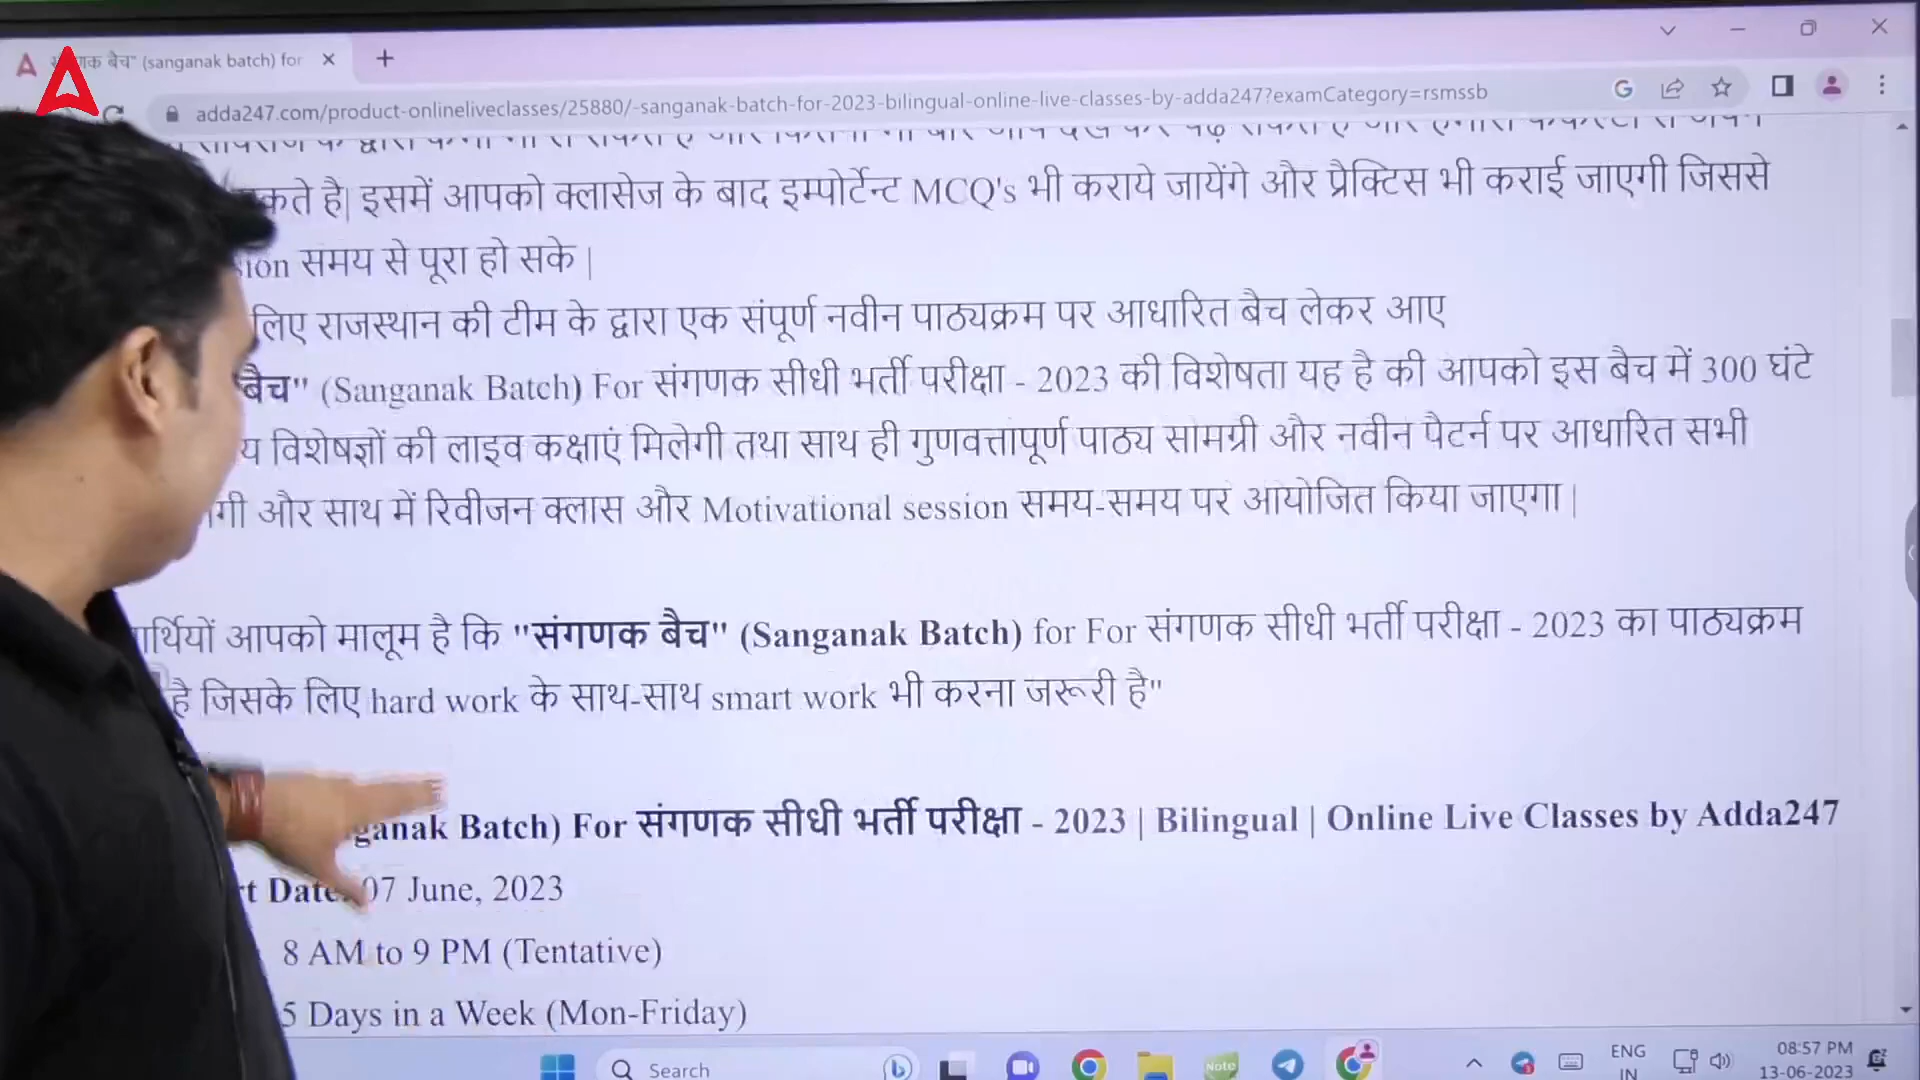 बैच" (sanganak batch) for
adda247.com/product-onlineliveclasses/25880/-sanganak-batch-for-2023-bilingual-online-live-classes-by-adda247?examCategory=rsmssb
है| इसमें आपको क्लासेज के बाद इम्पोर्टेन्ट MCQ's भी कराये जायेंगे और प्रैक्टिस भी कराई जाएगी जिससे
समय से पूरा हो सके |
लिए राजस्थान की टीम के द्वारा एक संपूर्ण नवीन पाठ्यक्रम पर आधारित बैच लेकर आए
बैच" (Sanganak Batch) For संगणक सीधी भर्ती परीक्षा - 2023 की विशेषता यह है की आपको इस बैच में 300 घंटे
विशेषज्ञों की लाइव कक्षाएं मिलेगी तथा साथ ही गुणवत्तापूर्ण पाठ्य सामग्री और नवीन पैटर्न पर आधारित सभी
और साथ में रिवीजन क्लास और Motivational session समय-समय पर आयोजित किया जाएगा |
आपको मालूम है कि "संगणक बैच" (Sanganak Batch) for For संगणक सीधी भर्ती परीक्षा - 2023 का पाठ्यक्रम
है जिसके लिए hard work के साथ-साथ smart work भी करना जरूरी है"
Batch) For संगणक सीधी भर्ती परीक्षा - 2023 | Bilingual | Online Live Classes by Adda247
Date 07 June, 2023
8 AM to 9 PM (Tentative)
5 Days in a Week (Mon-Friday)
Search
Note
ENG
IN
08:57 PM
13-06-2023